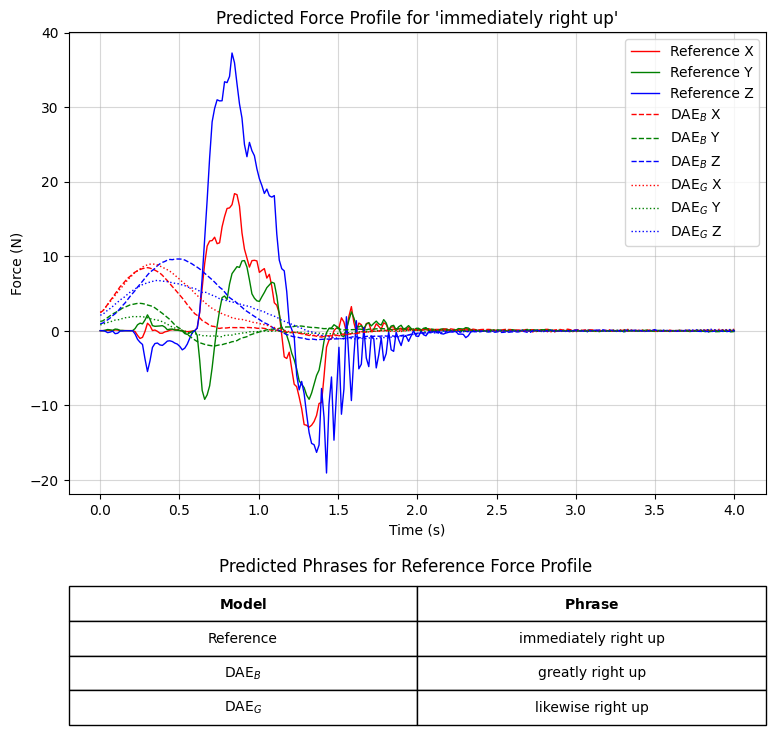 Predicted Force Profile for 'immediately right up'
40
30
20
10
0
−10
−20
Force (N)
Reference X
Reference Y
Reference Z
DAE_B X
DAE_B Y
DAE_B Z
DAE_G X
DAE_G Y
DAE_G Z
0.0 0.5 1.0 1.5 2.0 2.5 3.0 3.5 4.0
Time (s)
Predicted Phrases for Reference Force Profile
Model Phrase
Reference immediately right up
DAE_B greatly right up
DAE_G likewise right up